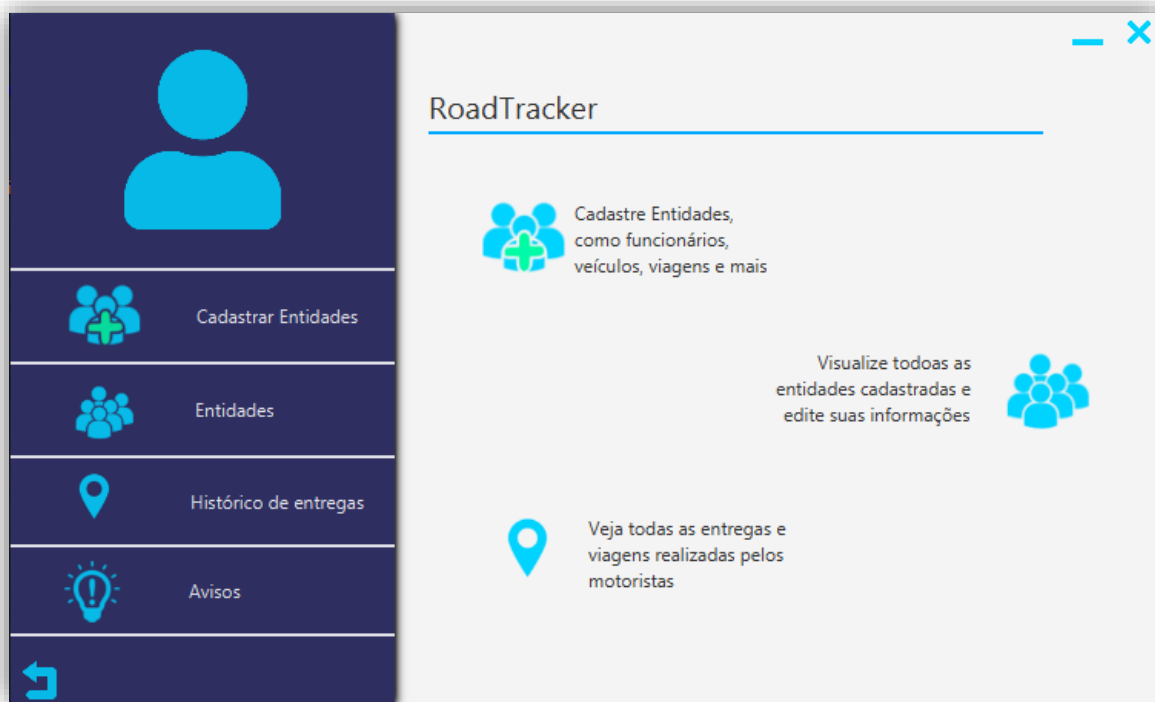 RoadTracker
Cadastre Entidades,
como funcionários,
veículos, viagens e mais
Cadastrar Entidades
Visualize todoas as
entidades cadastradas e
edite suas informações
Entidades
Histórico de entregas
Veja todas as entregas e
viagens realizadas pelos
motoristas
Avisos